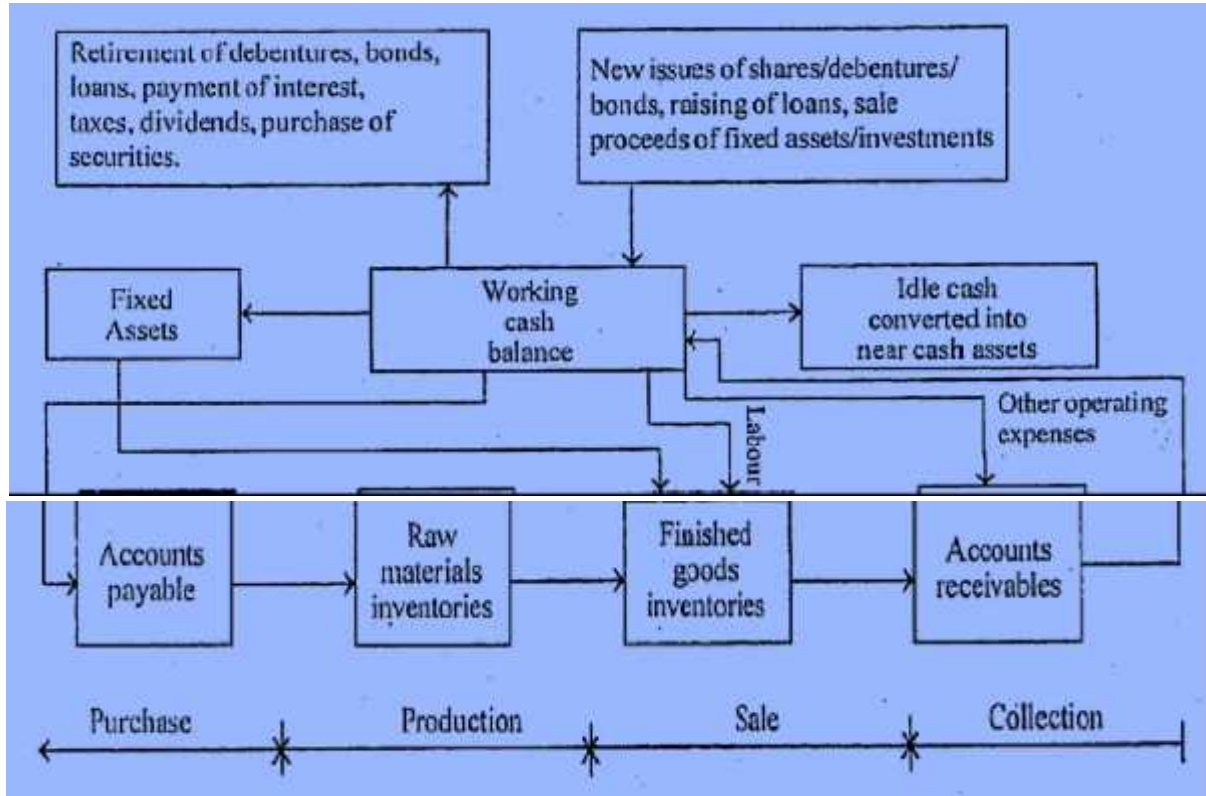 Retirement of debentures, bonds,
loans, payment of interest,
taxes, dividends, purchase of
securities.
New issues of shares/debentures/
bonds, raising of loans, sale
proceeds of fixed assets/investments
Fixed
Assets
Working
cash
balance
Idle cash
converted into
near cash assets
Labour
Other operating
expenses
Accounts
payable
Raw
materials
inventories
Finished
goods
inventories
Accounts
receivables
Purchase
Production
Sale
Collection